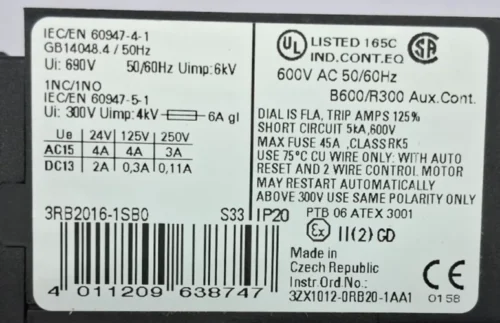 IEC/EN 60947-4-1
GB14048.4 / 50Hz
Ui: 690V 50/60Hz Uimp: 6kV
1NC/1NO
IEC/EN 60947-5-1
Ui: 300V Uimp: 4kV 6A gl
Ue 24V 125V 250V
AC15 4A 4A 3A
DC13 2A 0,3A 0,11A
3RB2016-1SB0 S33
4 011209 638747
UL LISTED 165C
IND.CONT.EQ
SA
600V AC 50/60Hz
B600/R300 Aux.Cont.
DIAL IS FLA, TRIP AMPS 125%
SHORT CIRCUIT 5kA,600V
MAX FUSE 45A ,CLASS RK5
USE 75°C CU WIRE ONLY: WITH AUTO
RESET AND 2 WIRE CONTROL MOTOR
MAY RESTART AUTOMATICALLY
ABOVE 300V USE SAME POLARITY ONLY
IP20 PTB 06 ATEX 3001
Ex II(2) GD
Made in
Czech Republic
Instr.Ord No.:
3ZX1012-0RB20-1AA1
CE
0158